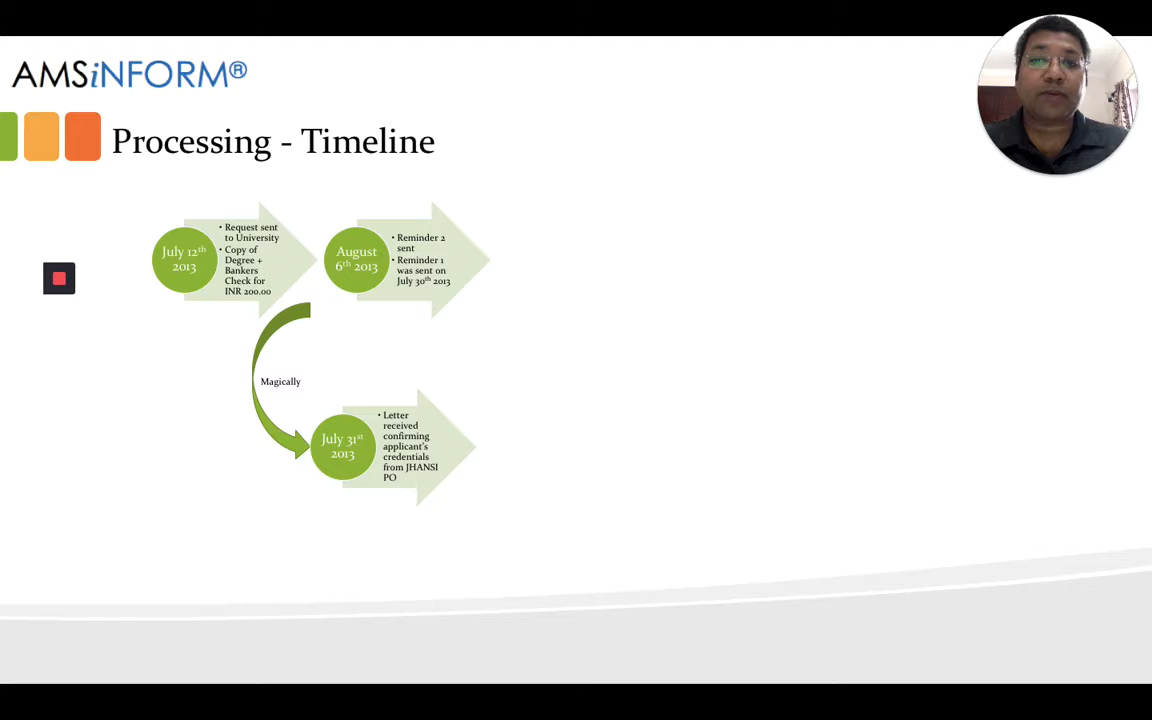 AMSiNFORM®
Processing - Timeline
July 12th
2013
• Request sent
to University
• Copy of
Degree +
Bankers
Check for
INR 200.00
August
6th 2013
• Reminder 2
sent
• Reminder 1
was sent on
July 30th 2013
Magically
July 31st
2013
• Letter
received
confirming
applicant's
credentials
from JHANSI
PO